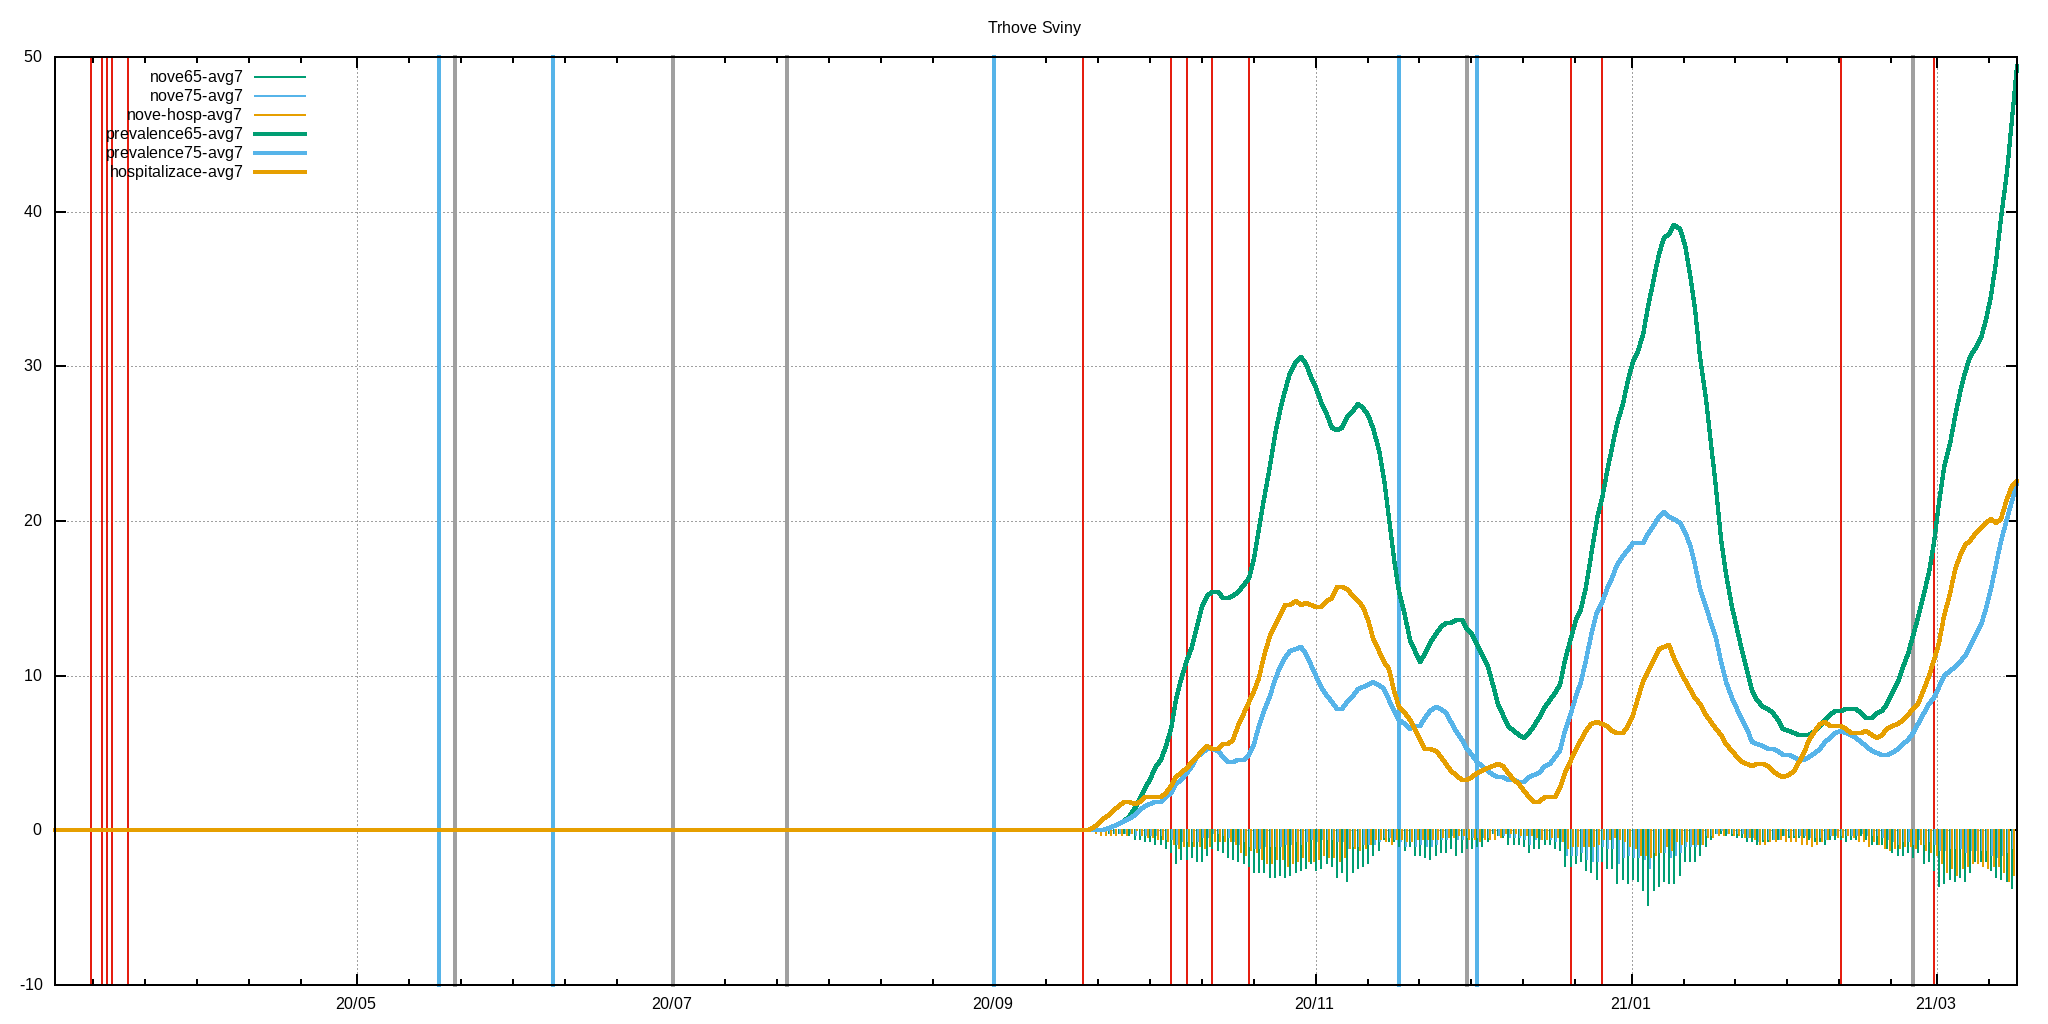 Trhove Sviny
50
nove65-avg7
nove75-avg7
nove-hosp-avg7
prevalence65-avg7
prevalence75-avg7
hospitalizace-avg7
40
30
20
10
0
-10
20/05 20/07 20/09 20/11 21/01 21/03